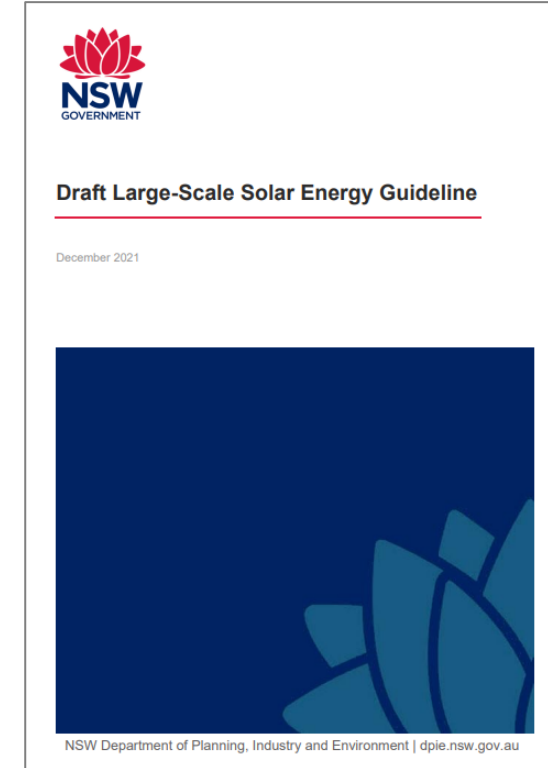 NSW
GOVERNMENT
Draft Large-Scale Solar Energy Guideline
December 2021
NSW Department of Planning, Industry and Environment | dpie.nsw.gov.au